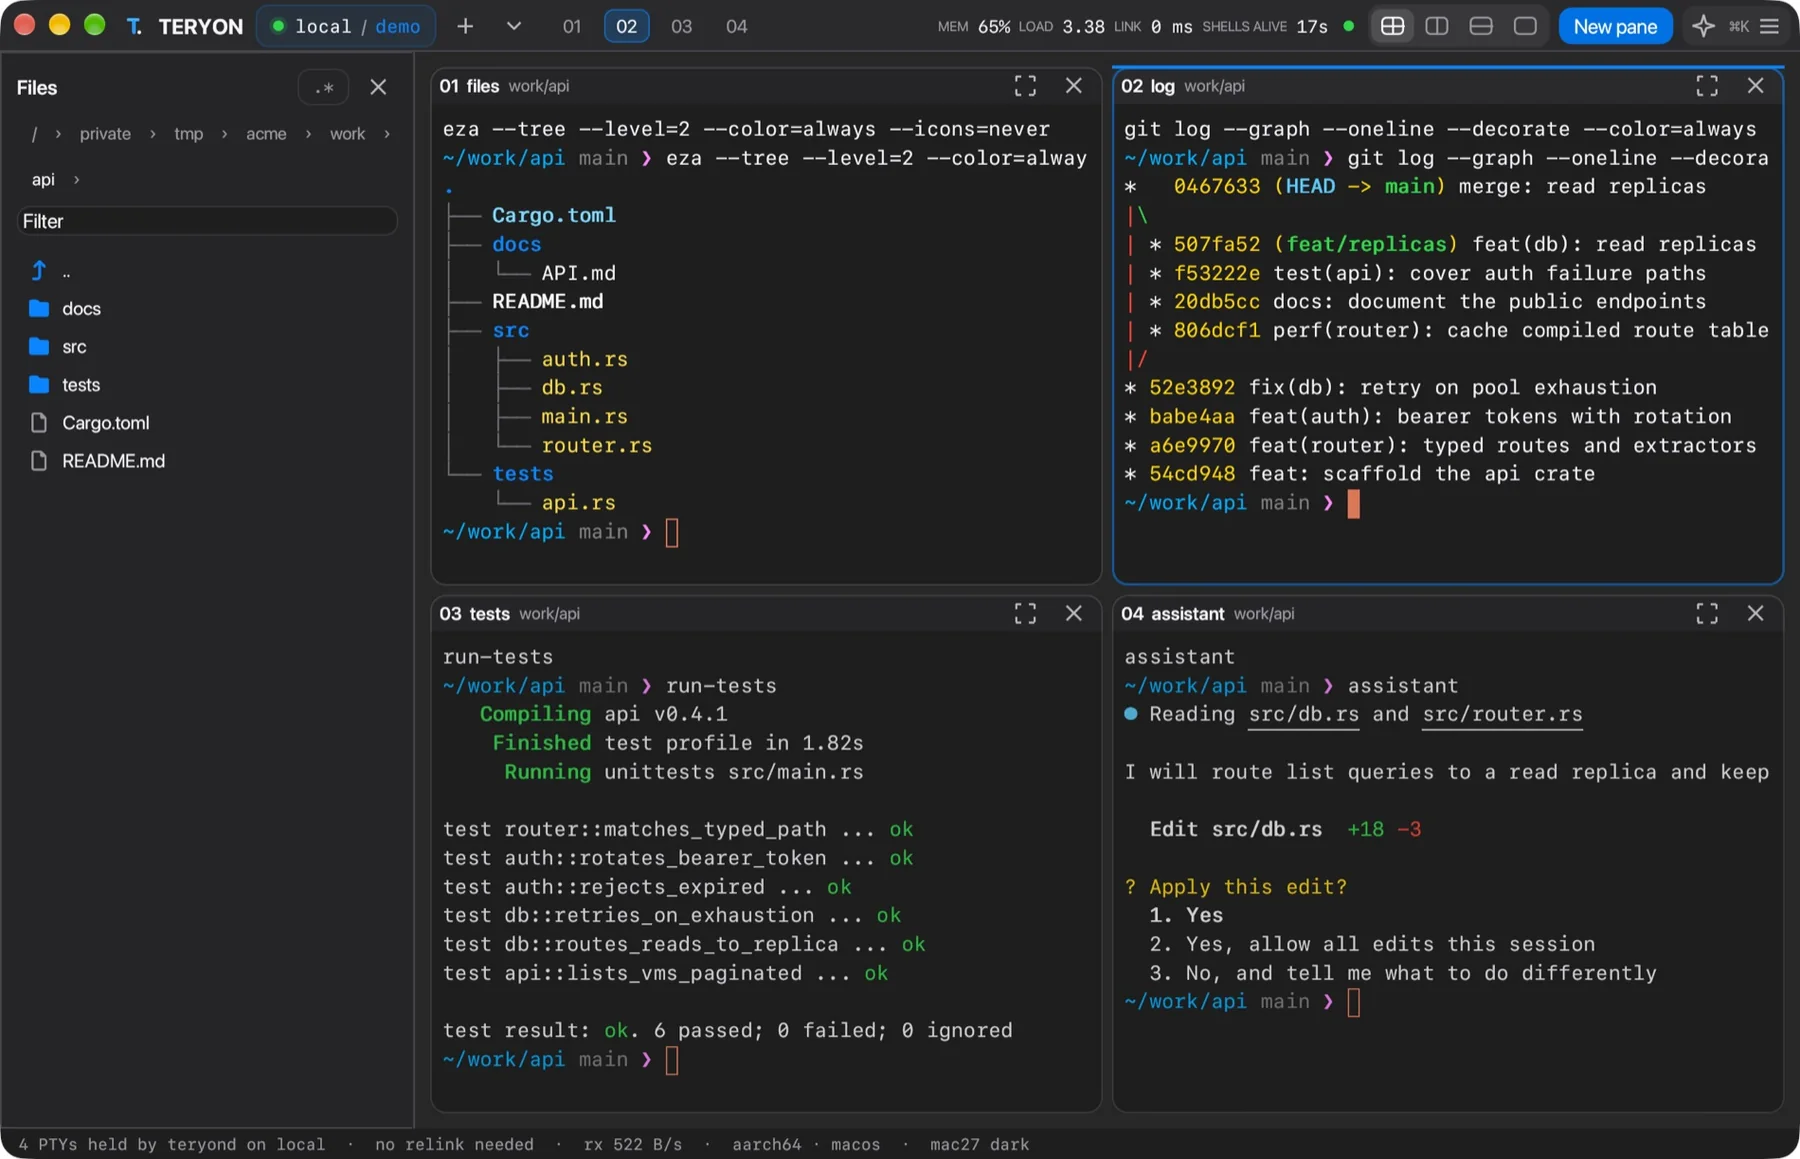 T. TERYON local / demo + 01 02 03 04 MEM 65% LOAD 3.38 LINK 0 ms SHELLS ALIVE 17s New pane ⌘K
Files .*
/ › private › tmp › acme › work ›
api ›
Filter
..
docs
src
tests
Cargo.toml
README.md
01 files work/api
eza --tree --level=2 --color=always --icons=never
~/work/api main ❯ eza --tree --level=2 --color=alway
.
├── Cargo.toml
├── docs
│   └── API.md
├── README.md
├── src
│   ├── auth.rs
│   ├── db.rs
│   ├── main.rs
│   └── router.rs
└── tests
    └── api.rs
~/work/api main ❯
02 log work/api
git log --graph --oneline --decorate --color=always
~/work/api main ❯ git log --graph --oneline --decora
*   0467633 (HEAD -> main) merge: read replicas
|\
| * 507fa52 (feat/replicas) feat(db): read replicas
| * f53222e test(api): cover auth failure paths
| * 20db5cc docs: document the public endpoints
| * 806dcf1 perf(router): cache compiled route table
|/
* 52e3892 fix(db): retry on pool exhaustion
* babe4aa feat(auth): bearer tokens with rotation
* a6e9970 feat(router): typed routes and extractors
* 54cd948 feat: scaffold the api crate
~/work/api main ❯
03 tests work/api
run-tests
~/work/api main ❯ run-tests
Compiling api v0.4.1
Finished test profile in 1.82s
Running unittests src/main.rs
test router::matches_typed_path ... ok
test auth::rotates_bearer_token ... ok
test auth::rejects_expired ... ok
test db::retries_on_exhaustion ... ok
test db::routes_reads_to_replica ... ok
test api::lists_vms_paginated ... ok
test result: ok. 6 passed; 0 failed; 0 ignored
~/work/api main ❯
04 assistant work/api
assistant
~/work/api main ❯ assistant
● Reading src/db.rs and src/router.rs
I will route list queries to a read replica and keep
Edit src/db.rs +18 −3
? Apply this edit?
1. Yes
2. Yes, allow all edits this session
3. No, and tell me what to do differently
~/work/api main ❯
4 PTYs held by teryond on local · no relink needed · rx 522 B/s · aarch64 · macos · mac27 dark